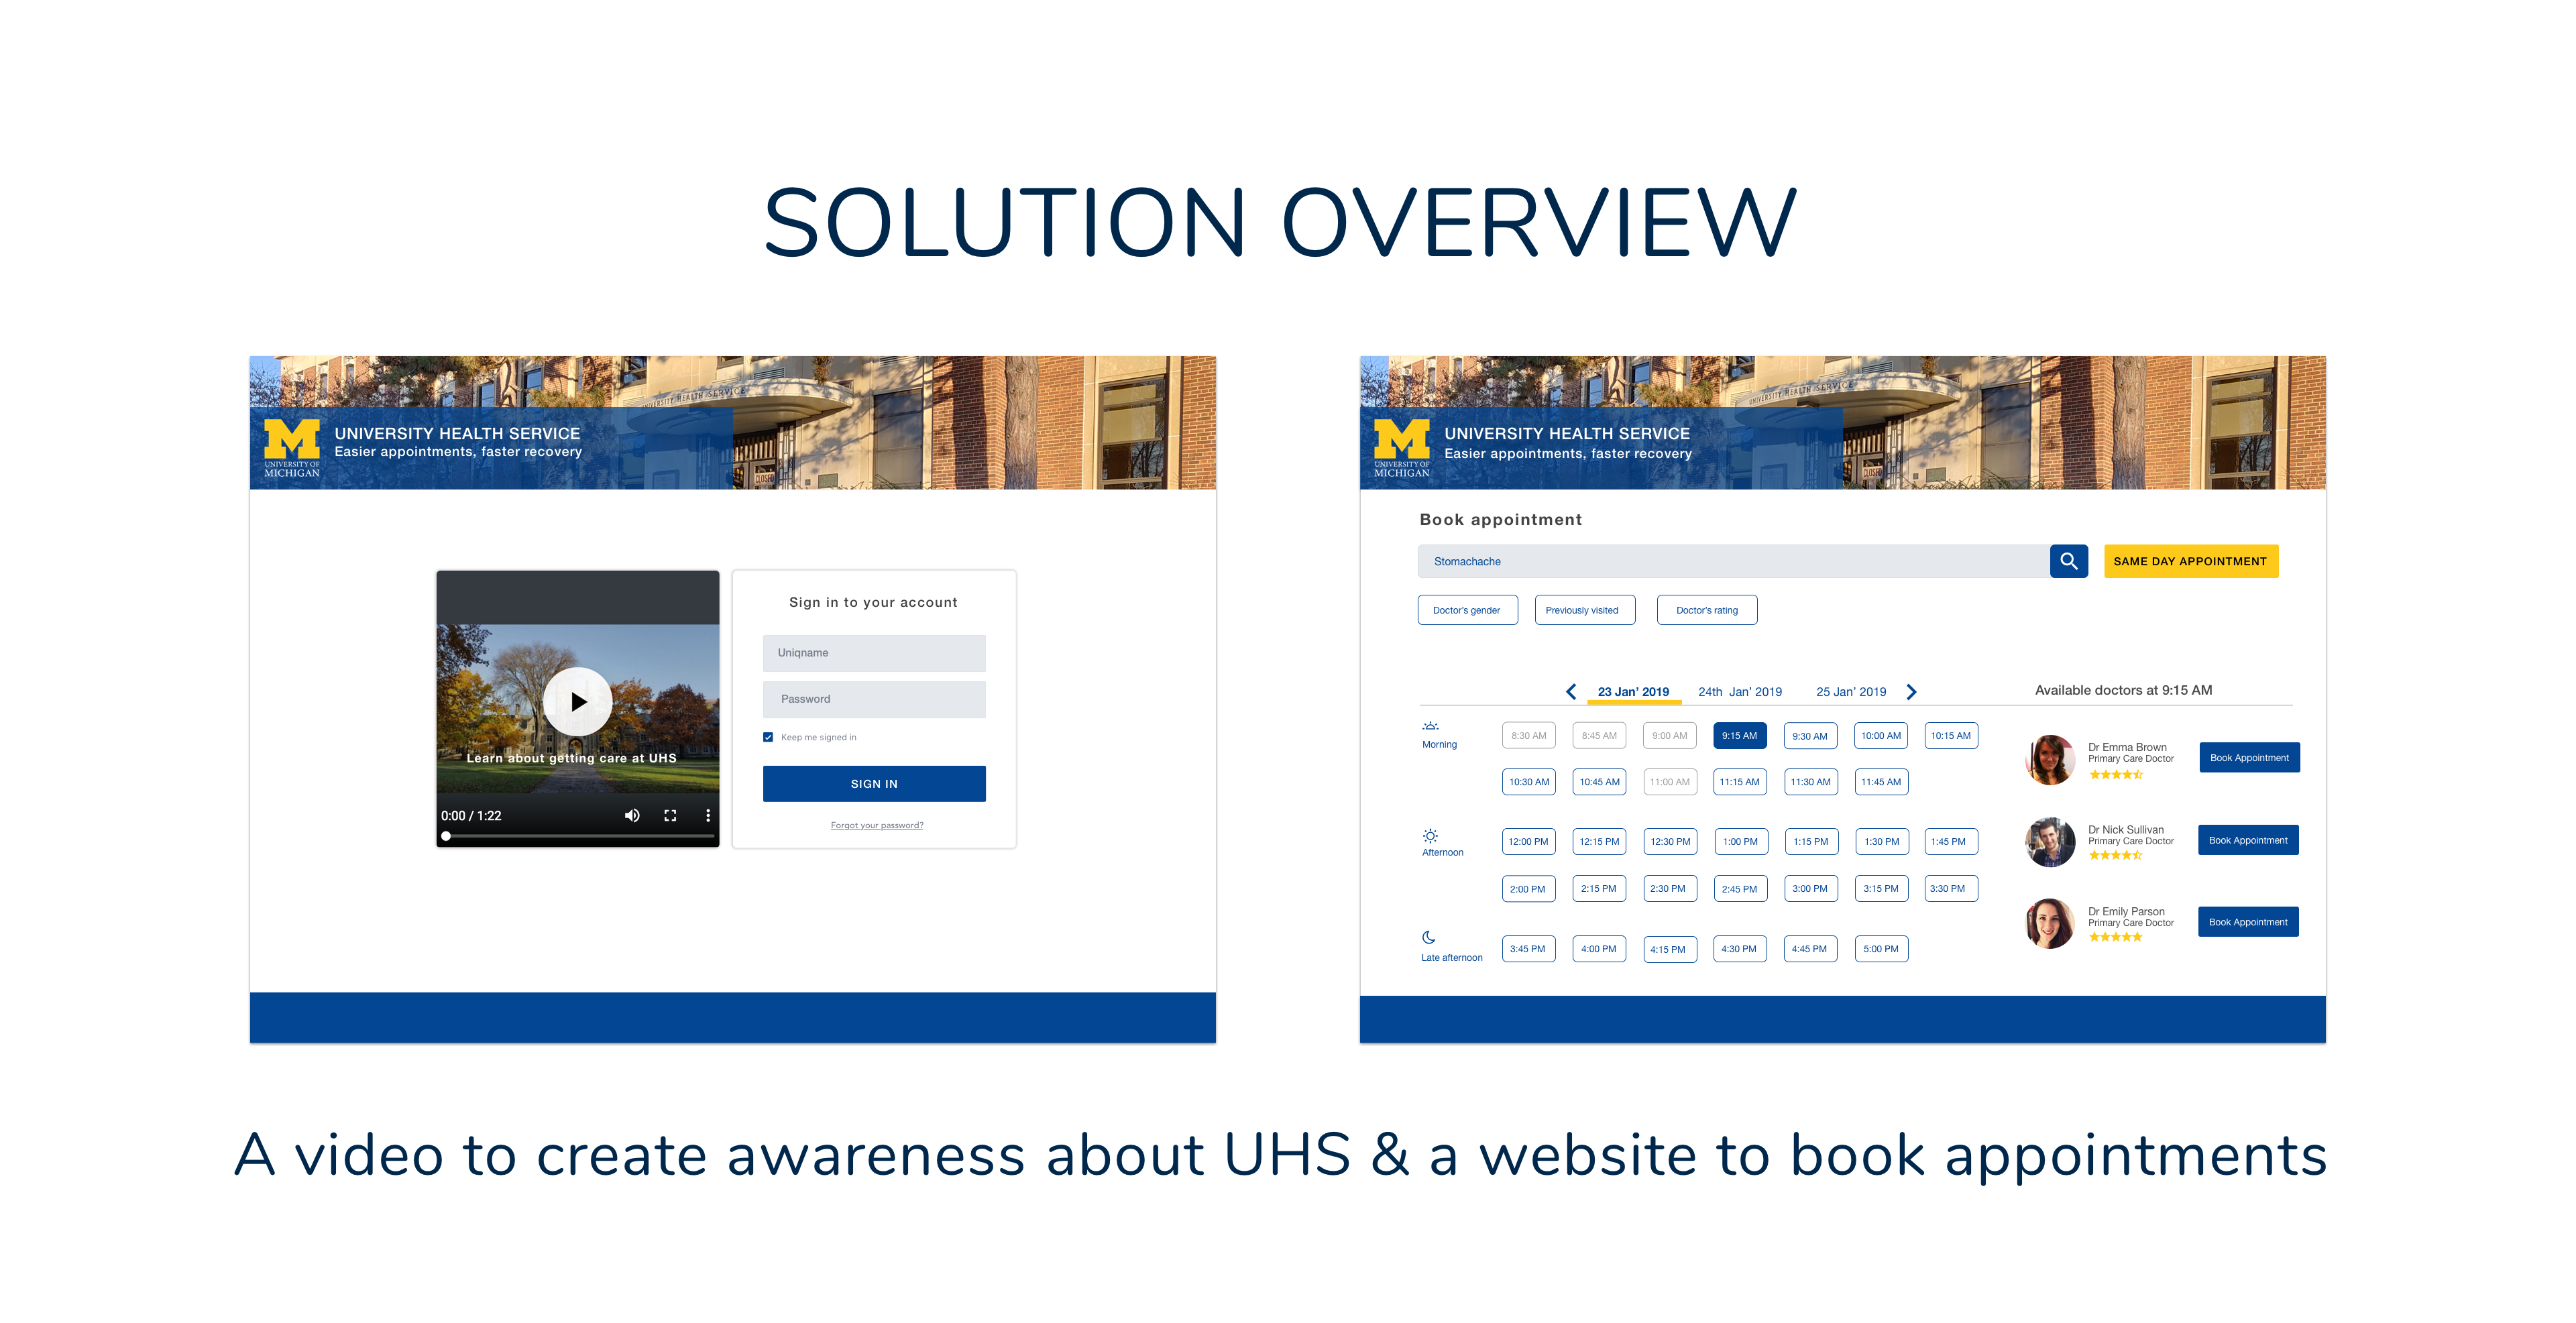 SOLUTION OVERVIEW
UNIVERSITY HEALTH SERVICE
UNIVERSITY HEALTH SERVICE
Easier appointments, faster recovery
UNIVERSITY OF
MICHIGAN
CLOSED
Learn about getting care at UHS
0:00 / 1:22
Sign in to your account
Uniqname
Password
Keep me signed in
SIGN IN
Forgot your password?
UNIVERSITY HEALTH SERVICE
UNIVERSITY HEALTH SERVICE
Easier appointments, faster recovery
UNIVERSITY OF
MICHIGAN
CLOSED
Book appointment
Stomachache
SAME DAY APPOINTMENT
Doctor's gender Previously visited Doctor's rating
23 Jan' 2019 24th Jan' 2019 25 Jan' 2019
Morning
8:30 AM 8:45 AM 9:00 AM 9:15 AM 9:30 AM 10:00 AM 10:15 AM
10:30 AM 10:45 AM 11:00 AM 11:15 AM 11:30 AM 11:45 AM
Afternoon
12:00 PM 12:15 PM 12:30 PM 1:00 PM 1:15 PM 1:30 PM 1:45 PM
2:00 PM 2:15 PM 2:30 PM 2:45 PM 3:00 PM 3:15 PM 3:30 PM
Late afternoon
3:45 PM 4:00 PM 4:15 PM 4:30 PM 4:45 PM 5:00 PM
Available doctors at 9:15 AM
Dr Emma Brown
Primary Care Doctor
Book Appointment
Dr Nick Sullivan
Primary Care Doctor
Book Appointment
Dr Emily Parson
Primary Care Doctor
Book Appointment
A video to create awareness about UHS & a website to book appointments